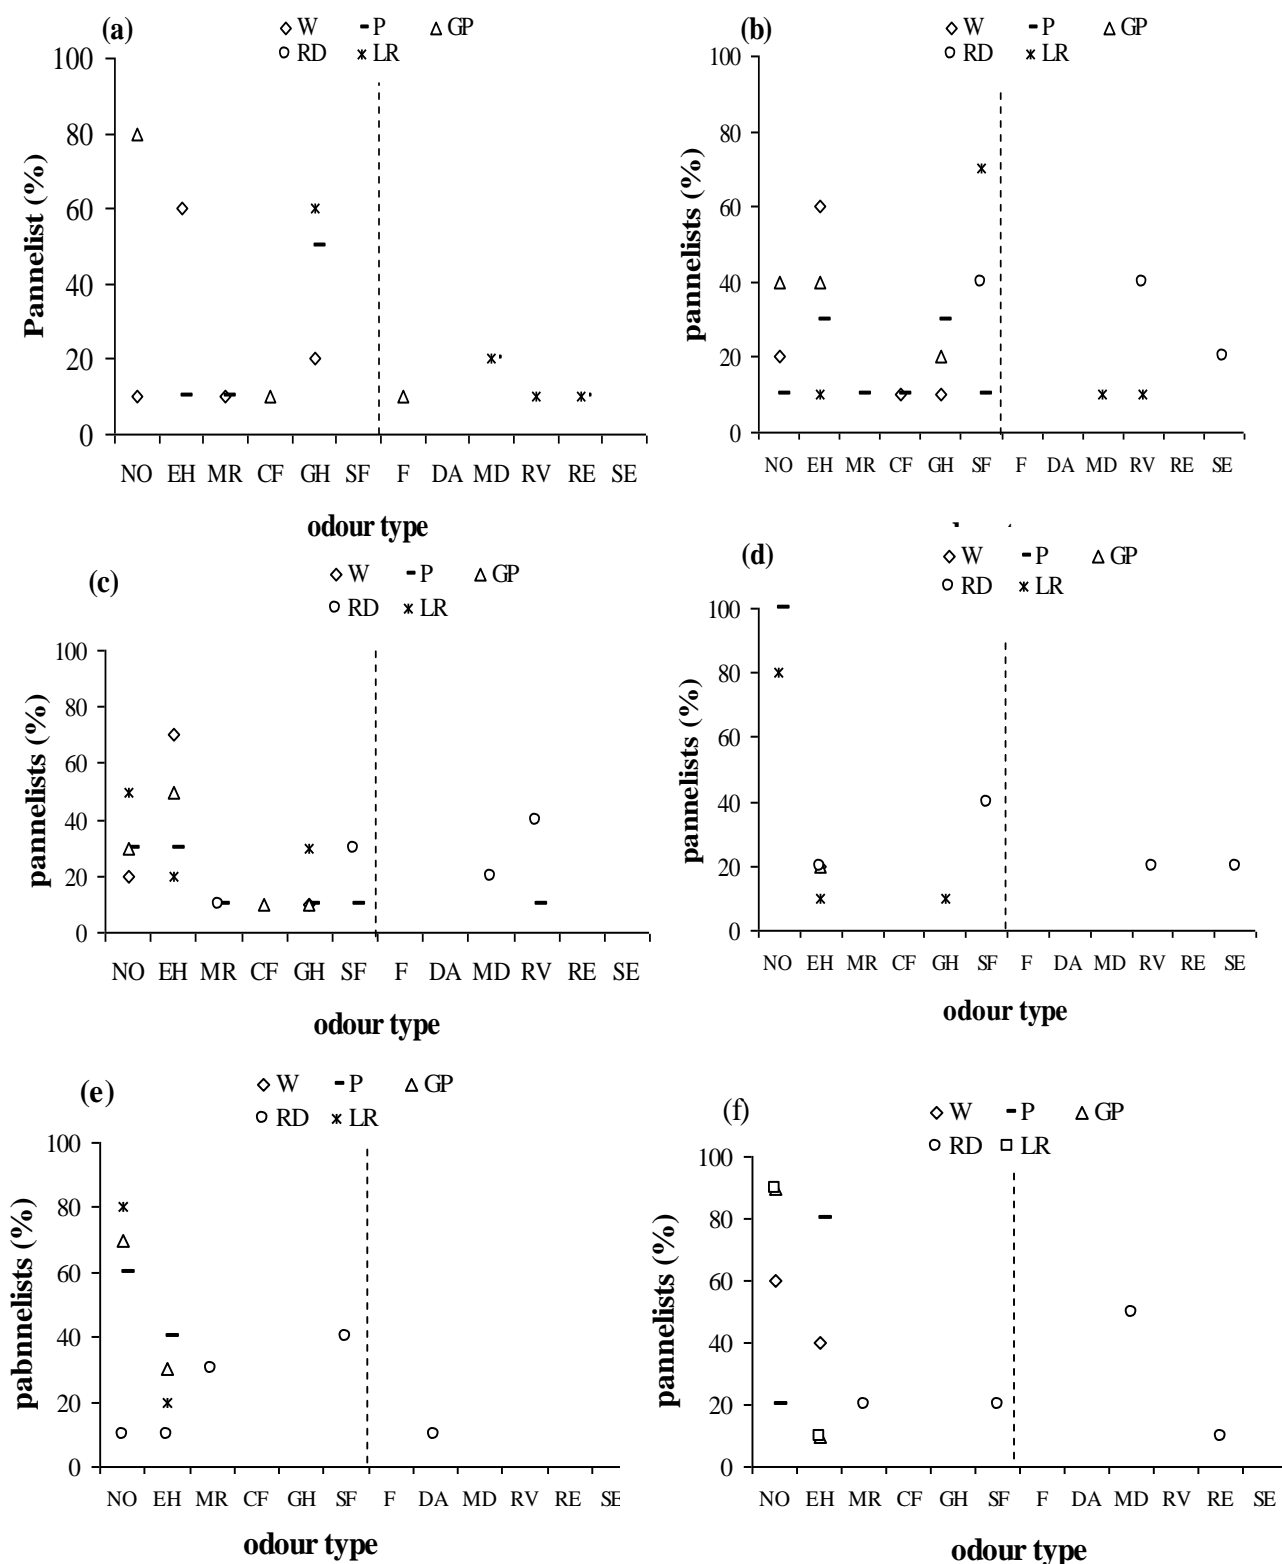 (a)
W P GP
RD LR
100
80
60
40
20
0
Pannelist (%)
NO EH MR CF GH SF F DA MD RV RE SE
odour type
(b)
W P GP
RD LR
100
80
60
40
20
0
pannelists (%)
NO EH MR CF GH SF F DA MD RV RE SE
(c)
W P GP
RD LR
100
80
60
40
20
0
pannelists (%)
NO EH MR CF GH SF F DA MD RV RE SE
odour type
(d)
W P GP
RD LR
100
80
60
40
20
0
pannelists (%)
NO EH MR CF GH SF F DA MD RV RE SE
odour type
(e)
W P GP
RD LR
100
80
60
40
20
0
pabnnelists (%)
NO EH MR CF GH SF F DA MD RV RE SE
odour type
(f)
W P GP
RD LR
100
80
60
40
20
0
pannelists (%)
NO EH MR CF GH SF F DA MD RV RE SE
odour type